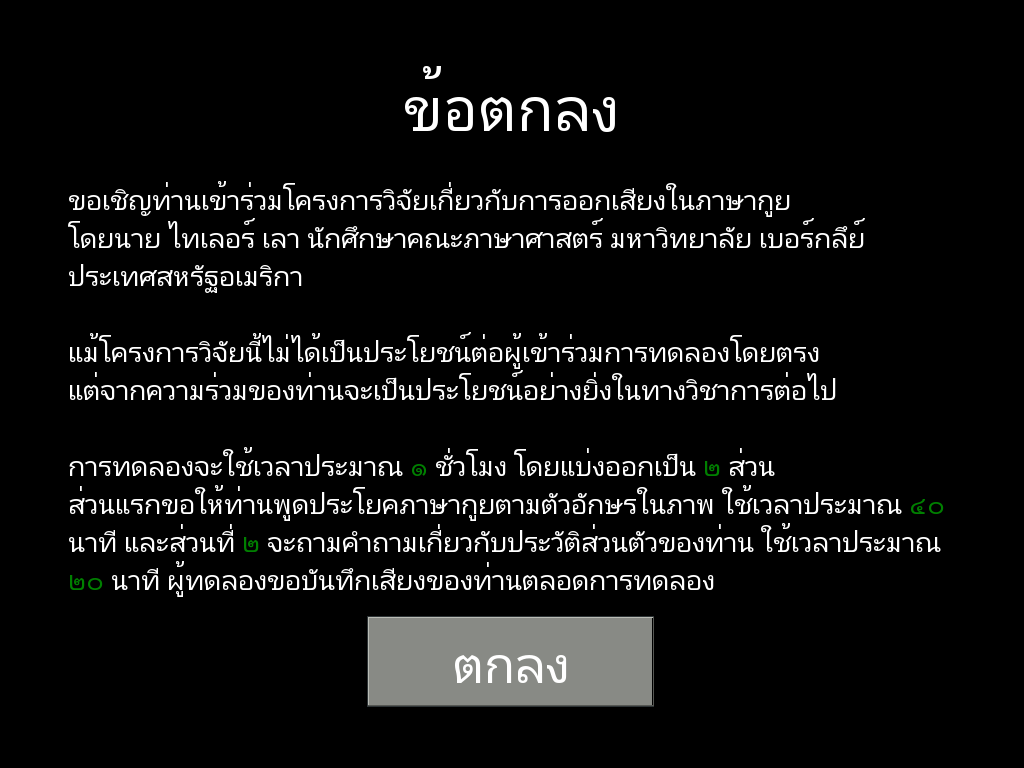 ข้อตกลง
ขอเชิญท่านเข้าร่วมโครงการวิจัยเกี่ยวกับการออกเสียงในภาษากูย
โดยนาย ไทเลอร์ เลา นักศึกษาคณะภาษาศาสตร์ มหาวิทยาลัย เบอร์กลีย์
ประเทศสหรัฐอเมริกา
แม้โครงการวิจัยนี้ไม่ได้เป็นประโยชน์ต่อผู้เข้าร่วมการทดลองโดยตรง
แต่จากความร่วมของท่านจะเป็นประโยชน์อย่างยิ่งในทางวิชาการต่อไป
การทดลองจะใช้เวลาประมาณ ๑ ชั่วโมง โดยแบ่งออกเป็น ๒ ส่วน
ส่วนแรกขอให้ท่านพูดประโยคภาษากูยตามตัวอักษรในภาพ ใช้เวลาประมาณ ๔๐
นาที และส่วนที่ ๒ จะถามคำถามเกี่ยวกับประวัติส่วนตัวของท่าน ใช้เวลาประมาณ
๒๐ นาที ผู้ทดลองขอบันทึกเสียงของท่านตลอดการทดลอง
ตกลง